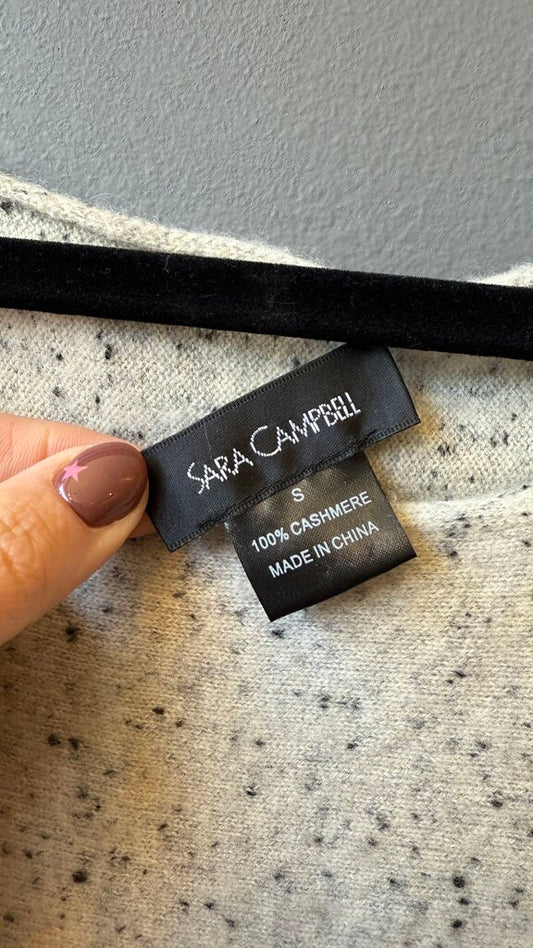 SARA CAMPBELL
S
100% CASHMERE
MADE IN CHINA